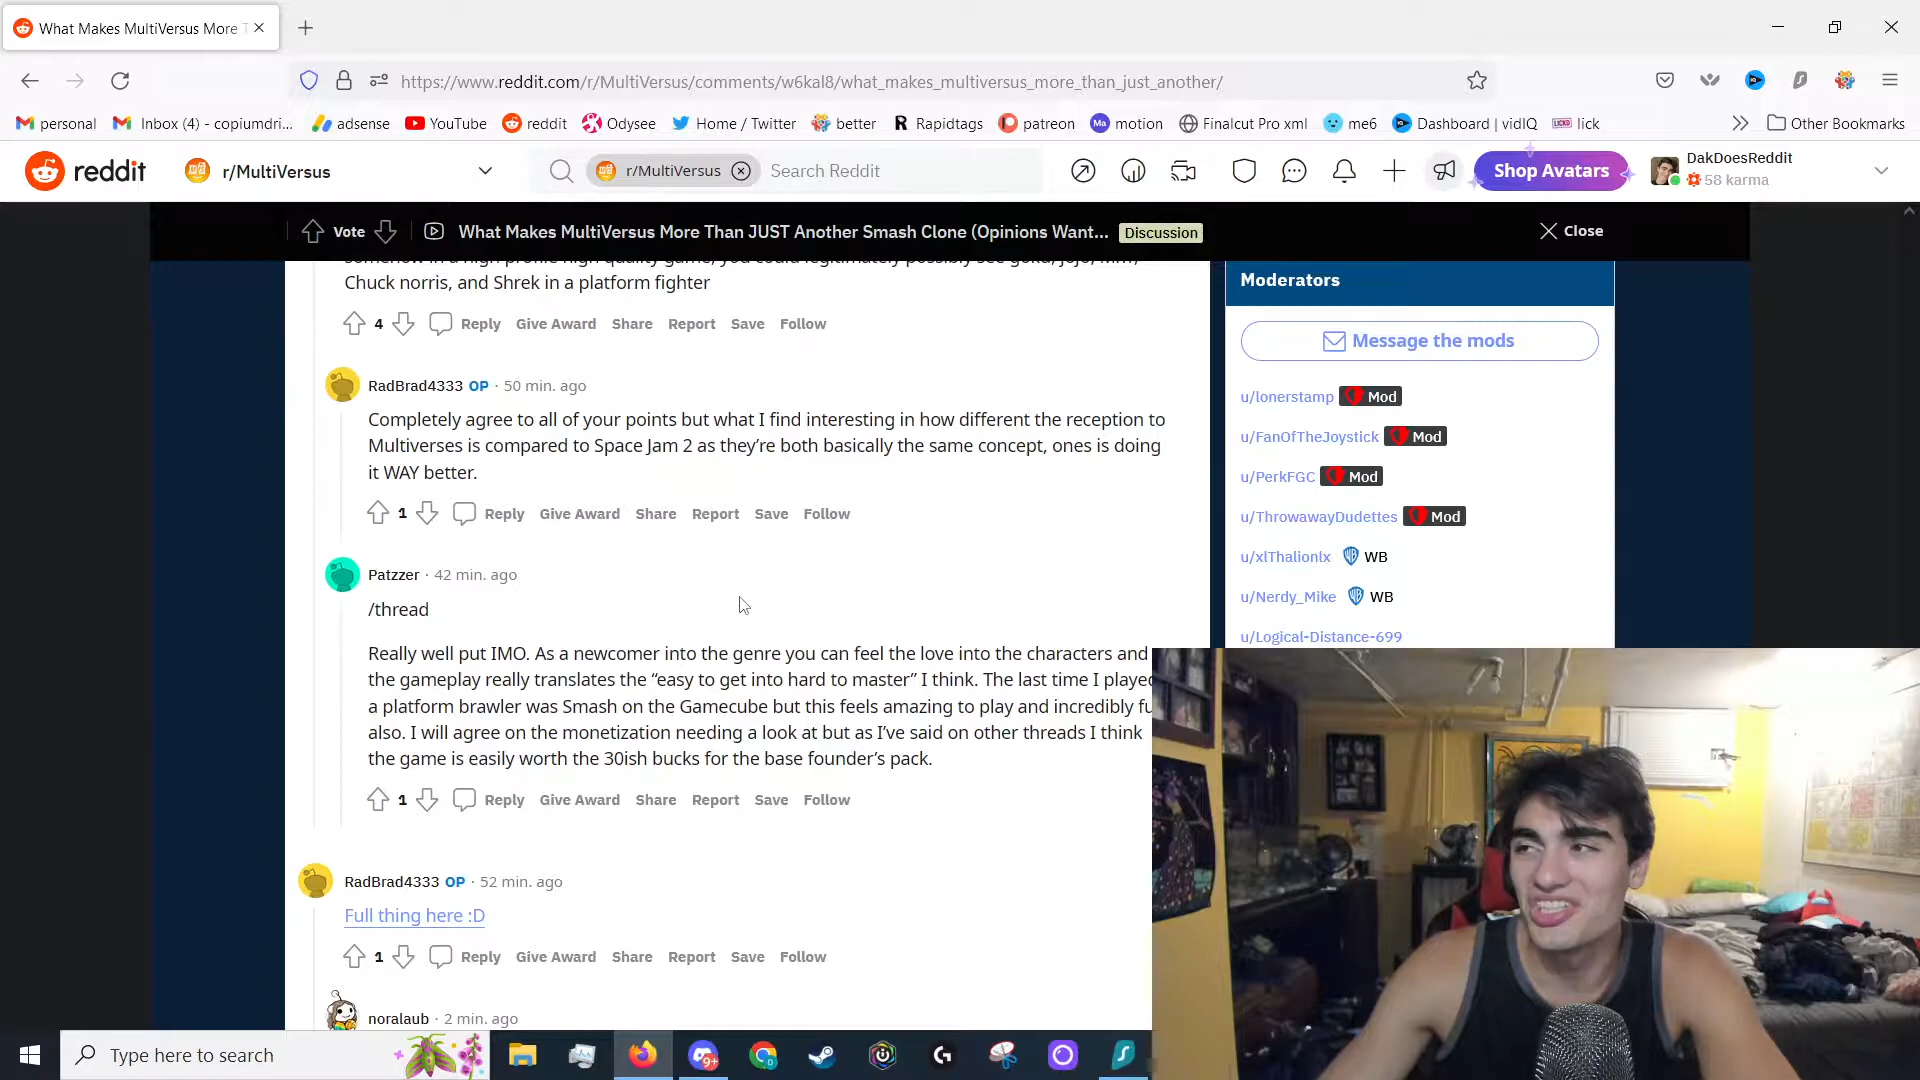 What Makes MultiVersus More T
https://www.reddit.com/r/MultiVersus/comments/w6kal8/what_makes_multiversus_more_than_just_another/
personal
Inbox (4) - copiumdri...
adsense
YouTube
reddit
Odysee
Home / Twitter
better
Rapidtags
patreon
motion
Finalcut Pro xml
me6
Dashboard | vidIQ
lick
Other Bookmarks
reddit
r/MultiVersus
r/MultiVersus
Search Reddit
Shop Avatars
DakDoesReddit
58 karma
Vote
What Makes MultiVersus More Than JUST Another Smash Clone (Opinions Want...
Discussion
Close
Chuck norris, and Shrek in a platform fighter
4 Reply Give Award Share Report Save Follow
RadBrad4333 OP · 50 min. ago
Completely agree to all of your points but what I find interesting in how different the reception to
Multiverses is compared to Space Jam 2 as they're both basically the same concept, ones is doing
it WAY better.
1 Reply Give Award Share Report Save Follow
Patzzer · 42 min. ago
/thread
Really well put IMO. As a newcomer into the genre you can feel the love into the characters and
the gameplay really translates the “easy to get into hard to master” I think. The last time I played
a platform brawler was Smash on the Gamecube but this feels amazing to play and incredibly fu
also. I will agree on the monetization needing a look at but as I've said on other threads I think
the game is easily worth the 30ish bucks for the base founder's pack.
1 Reply Give Award Share Report Save Follow
RadBrad4333 OP · 52 min. ago
Full thing here :D
1 Reply Give Award Share Report Save Follow
noralaub · 2 min. ago
Moderators
Message the mods
u/lonerstamp Mod
u/FanOfTheJoystick Mod
u/PerkFGC Mod
u/ThrowawayDudettes Mod
u/xlThalionlx WB
u/Nerdy_Mike WB
u/Logical-Distance-699
Type here to search
9+